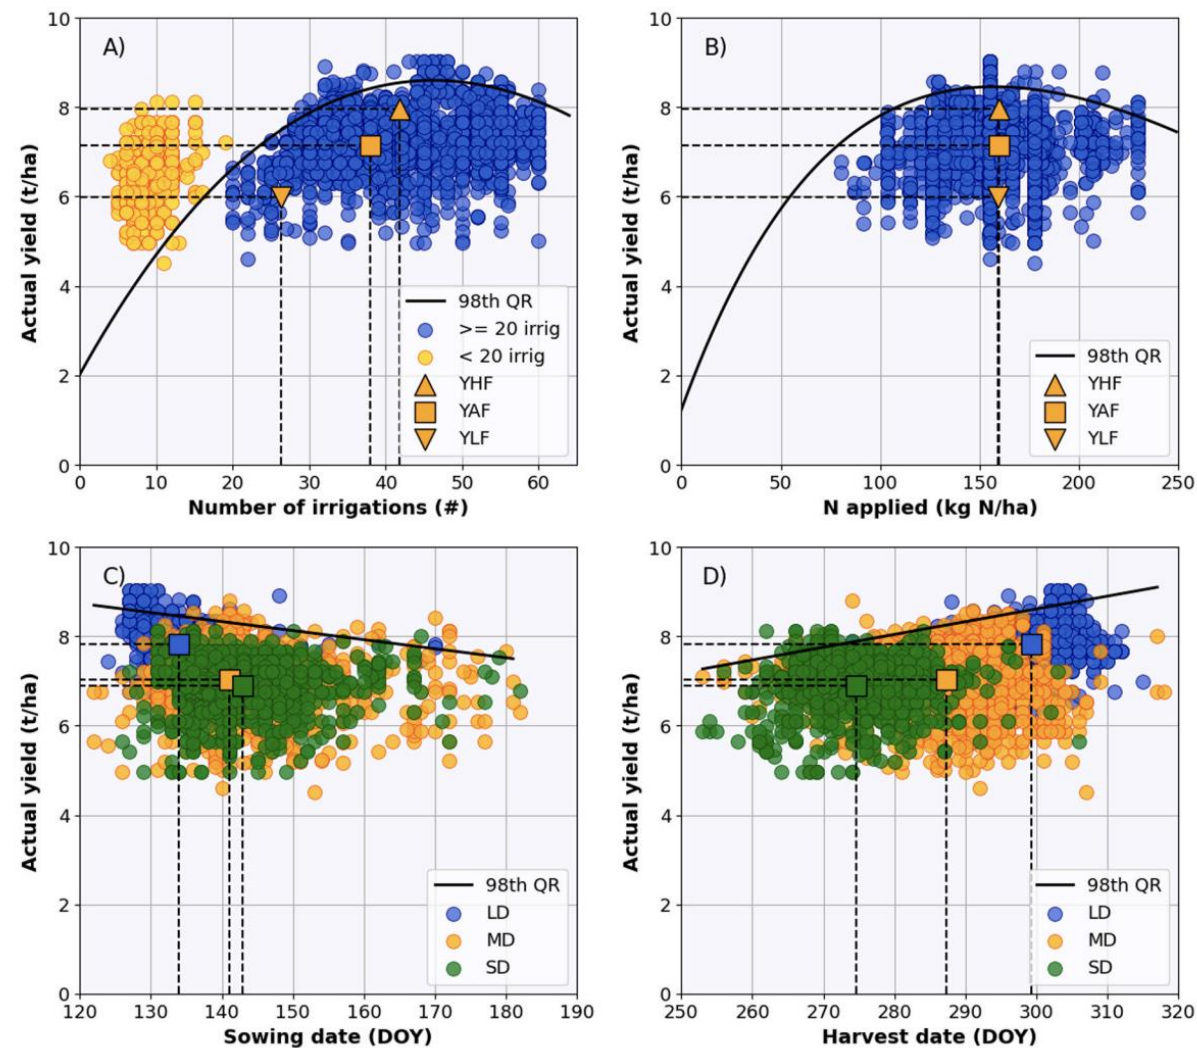 A)
Actual yield (t/ha)
10
8
6
4
2
0
98th QR
>= 20 irrig
< 20 irrig
YHF
YAF
YLF
0 10 20 30 40 50 60
Number of irrigations (#)
B)
Actual yield (t/ha)
10
8
6
4
2
0
98th QR
YHF
YAF
YLF
0 50 100 150 200 250
N applied (kg N/ha)
C)
Actual yield (t/ha)
10
8
6
4
2
0
98th QR
LD
MD
SD
122 130 140 150 160 170 180 190
Sowing date (DOY)
D)
Actual yield (t/ha)
10
8
6
4
2
0
98th QR
LD
MD
SD
250 260 270 280 290 300 310 320
Harvest date (DOY)